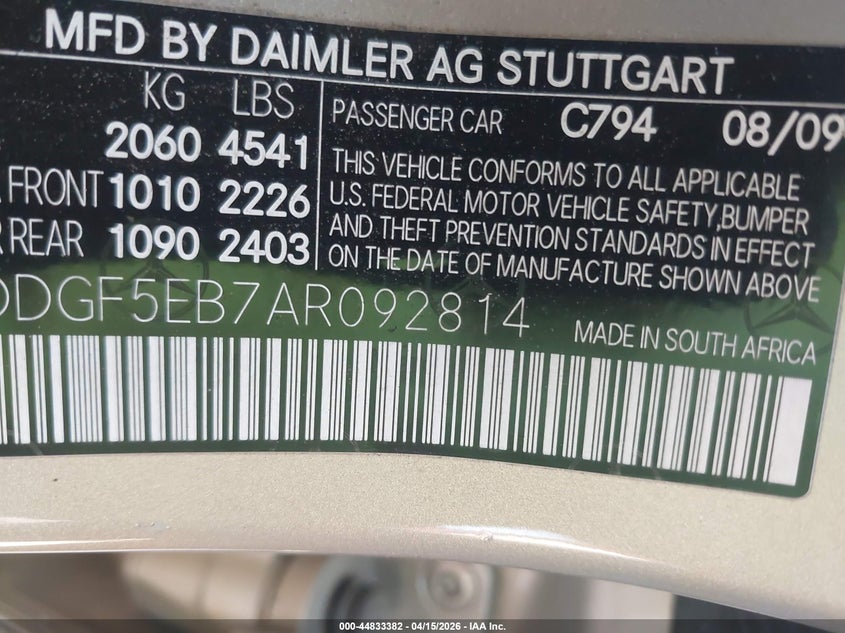 MFD BY DAIMLER AG STUTTGART
KG LBS
2060 4541
FRONT 1010 2226
REAR 1090 2403
PASSENGER CAR C794 08/09
THIS VEHICLE CONFORMS TO ALL APPLICABLE
U.S. FEDERAL MOTOR VEHICLE SAFETY,BUMPER
AND THEFT PREVENTION STANDARDS IN EFFECT
ON THE DATE OF MANUFACTURE SHOWN ABOVE
DDGF5EB7AR092814
MADE IN SOUTH AFRICA
000-44833382 | 04/15/2026 | IAA Inc.